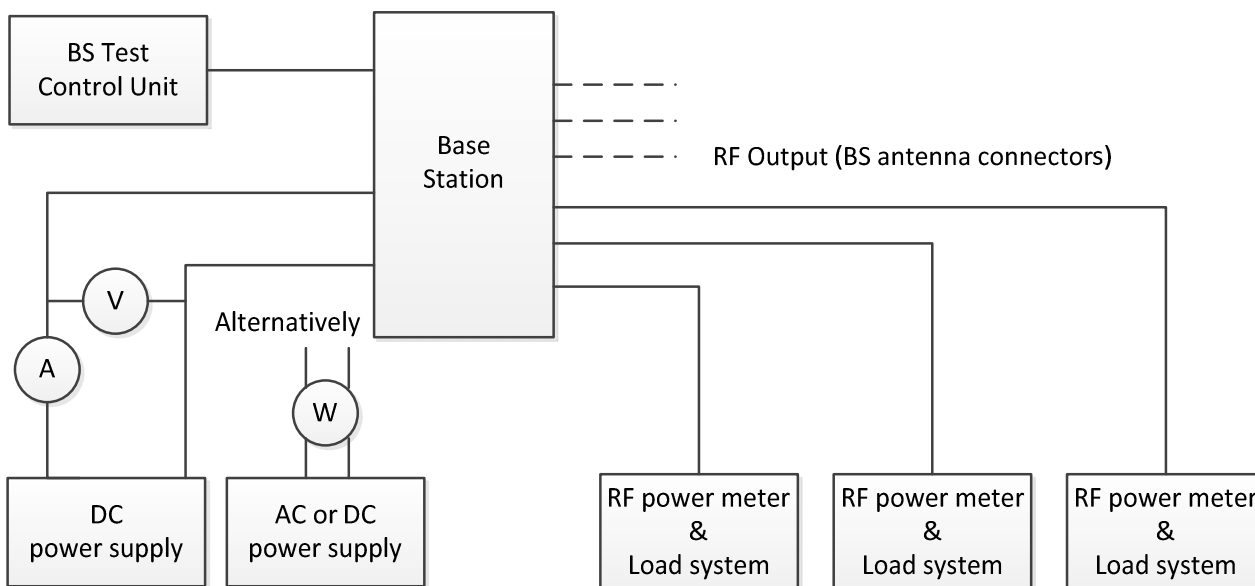 BS Test
Control Unit
Base
Station
RF Output (BS antenna connectors)
V
Alternatively
A
W
DC
power supply
AC or DC
power supply
RF power meter
&
Load system
RF power meter
&
Load system
RF power meter
&
Load system